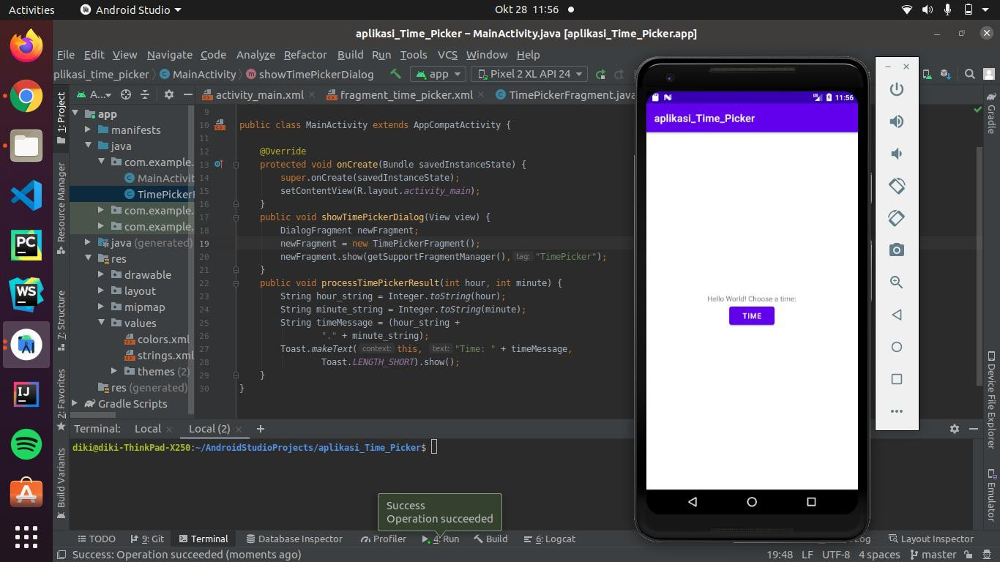 Activities
Android Studio
Okt 28 11:56
aplikasi_Time_Picker – MainActivity.java [aplikasi_Time_Picker.app]
File Edit View Navigate Code Analyze Refactor Build Run Tools VCS Window Help
plikasi_time_picker MainActivity showTimePickerDialog app Pixel 2 XL API 24
1: Project
Resource Manager
7: Structure
2: Favorites
Build Variants
A...
app
manifests
java
com.example.
MainActivit
TimePickerF
com.example.
com.example.
java (generated)
res
drawable
layout
mipmap
values
colors.xml
strings.xml
themes (2)
res (generated)
Gradle Scripts
activity_main.xml fragment_time_picker.xml TimePickerFragment.java
9
10 public class MainActivity extends AppCompatActivity {
11
12 @Override
13 protected void onCreate(Bundle savedInstanceState) {
14 super.onCreate(savedInstanceState);
15 setContentView(R.layout.activity_main);
16 }
17 public void showTimePickerDialog(View view) {
18 DialogFragment newFragment;
19 newFragment = new TimePickerFragment();
20 newFragment.show(getSupportFragmentManager(), tag: "TimePicker");
21 }
22 public void processTimePickerResult(int hour, int minute) {
23 String hour_string = Integer.toString(hour);
24 String minute_string = Integer.toString(minute);
25 String timeMessage = (hour_string +
26 "." + minute_string);
27 Toast.makeText( context: this, text: "Time: " + timeMessage,
28 Toast.LENGTH_SHORT).show();
29 }
30 }
11:56
aplikasi_Time_Picker
Hello World! Choose a time:
TIME
Gradle
Device File Explorer
Emulator
Terminal: Local Local (2)
diki@diki-ThinkPad-X250:~/AndroidStudioProjects/aplikasi_Time_Picker$
Success
Operation succeeded
TODO 9: Git Terminal Database Inspector Profiler 4: Run Build 6: Logcat Log Layout Inspector
Success: Operation succeeded (moments ago)
19:48 LF UTF-8 4 spaces master
PC
WS
IJ